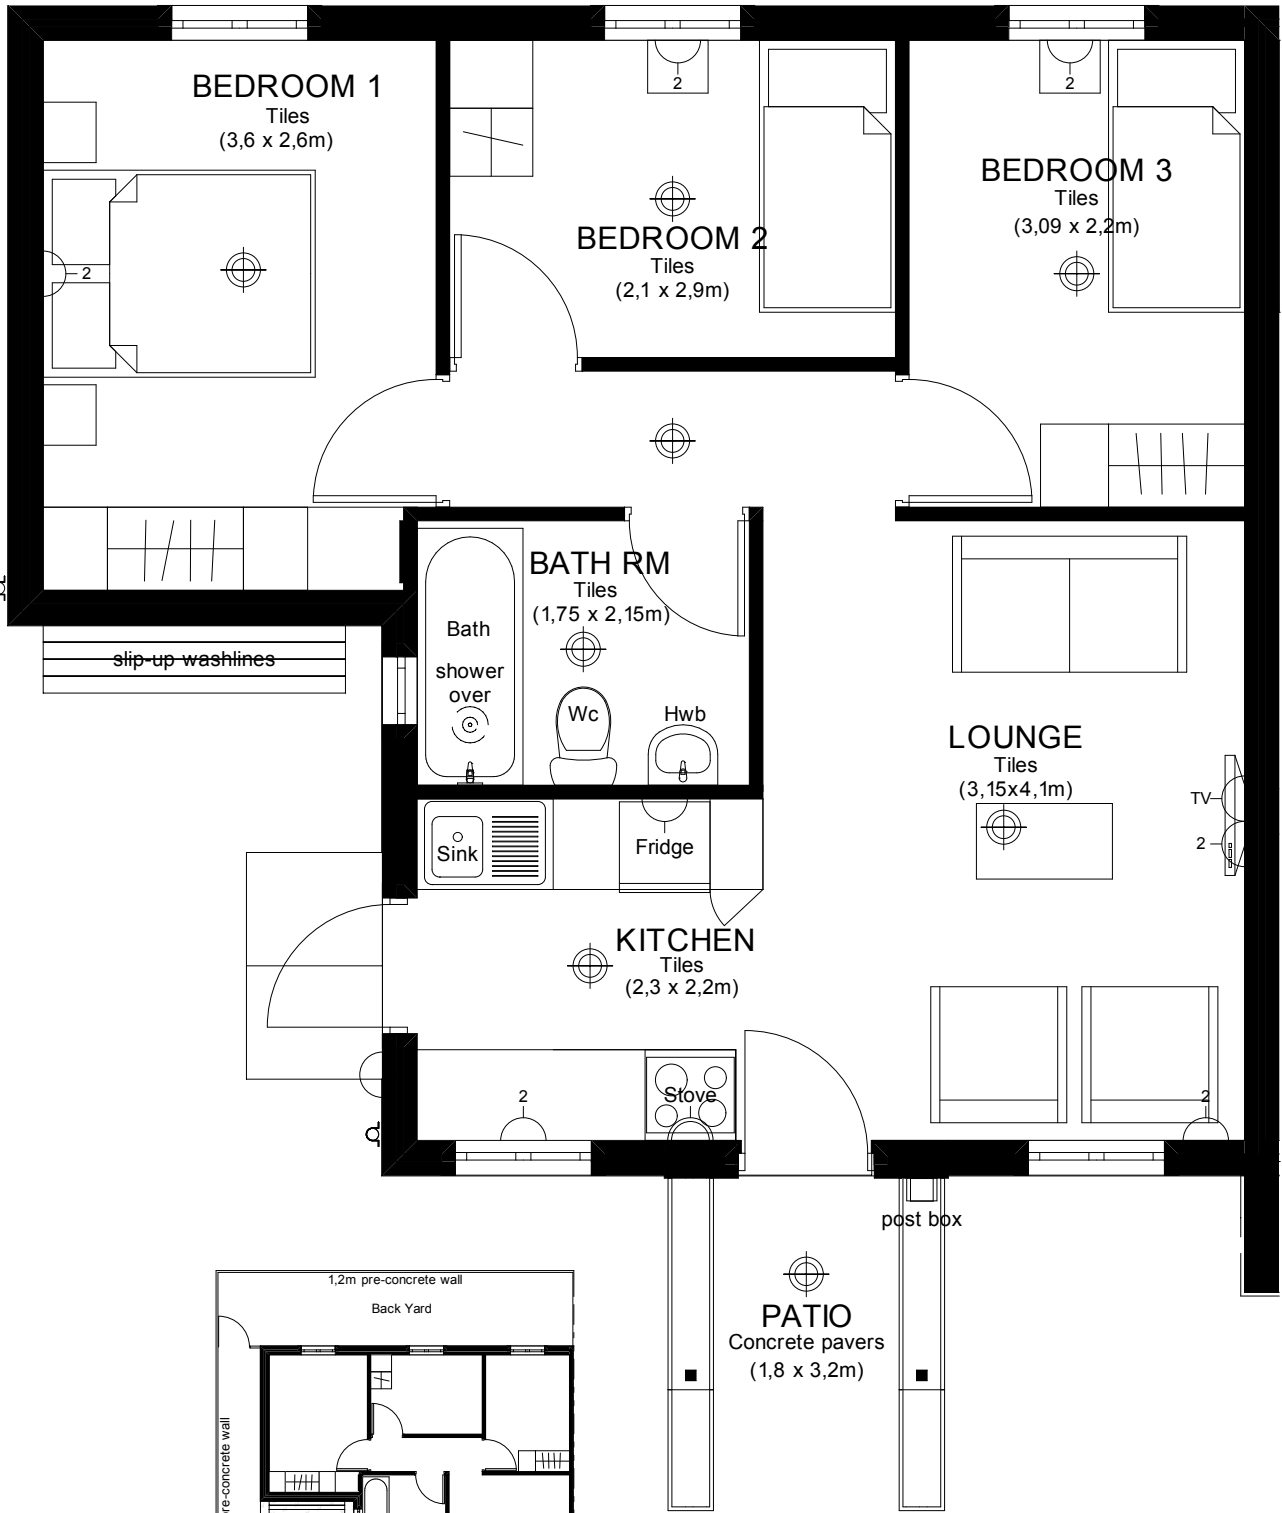 BEDROOM 1
Tiles
(3,6 x 2,6m)
2
2
BEDROOM 2
Tiles
(2,1 x 2,9m)
2
BEDROOM 3
Tiles
(3,09 x 2,2m)
BATH RM
Tiles
(1,75 x 2,15m)
Bath
shower
over
Wc
Hwb
slip-up washlines
LOUNGE
Tiles
(3,15x4,1m)
TV
2
Sink
Fridge
KITCHEN
Tiles
(2,3 x 2,2m)
2
Stove
2
post box
PATIO
Concrete pavers
(1,8 x 3,2m)
1,2m pre-concrete wall
Back Yard
re-concrete wall